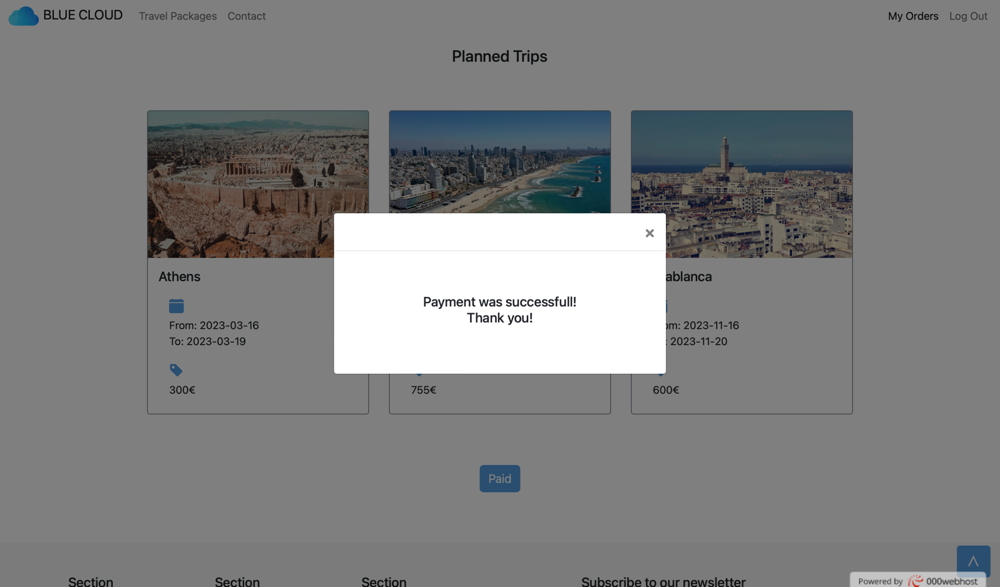 BLUE CLOUD
Travel Packages
Contact
My Orders
Log Out
Planned Trips
Payment was successfull!
Thank you!
Athens
From: 2023-03-16
To: 2023-03-19
300€
755€
ablanca
om: 2023-11-16
: 2023-11-20
600€
Paid
Section
Section
Section
Subscribe to our newsletter
Powered by 000webhost